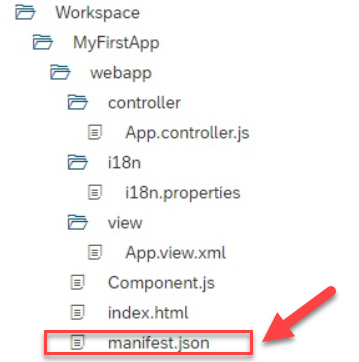 Workspace
MyFirstApp
webapp
controller
App.controller.js
i18n
i18n.properties
view
App.view.xml
Component.js
index.html
manifest.json